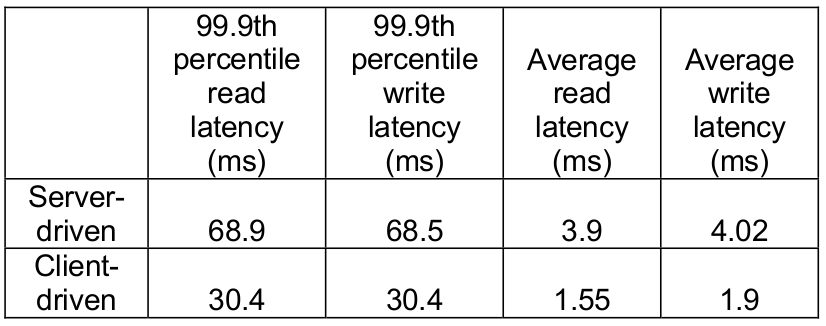 99.9th
percentile
read
latency
(ms)
99.9th
percentile
write
latency
(ms)
Average
read
latency
(ms)
Average
write
latency
(ms)
Server-
driven
68.9
68.5
3.9
4.02
Client-
driven
30.4
30.4
1.55
1.9